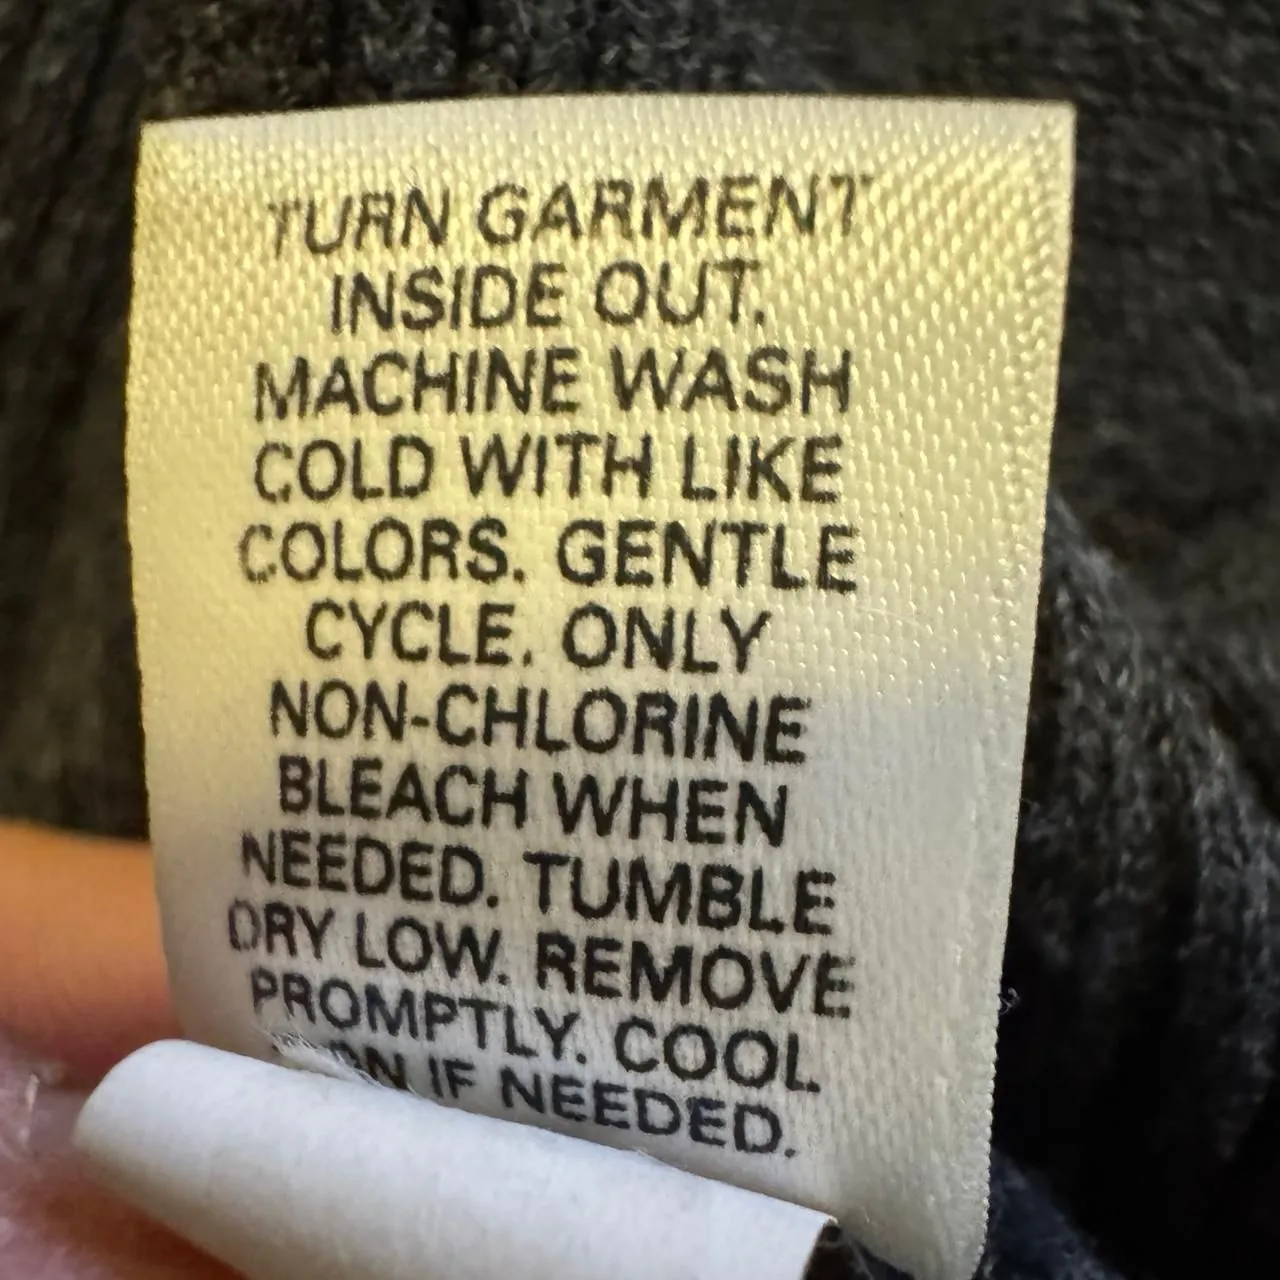 TURN GARMENT
INSIDE OUT.
MACHINE WASH
COLD WITH LIKE
COLORS. GENTLE
CYCLE. ONLY
NON-CHLORINE
BLEACH WHEN
NEEDED. TUMBLE
DRY LOW. REMOVE
PROMPTLY. COOL
IF NEEDED.